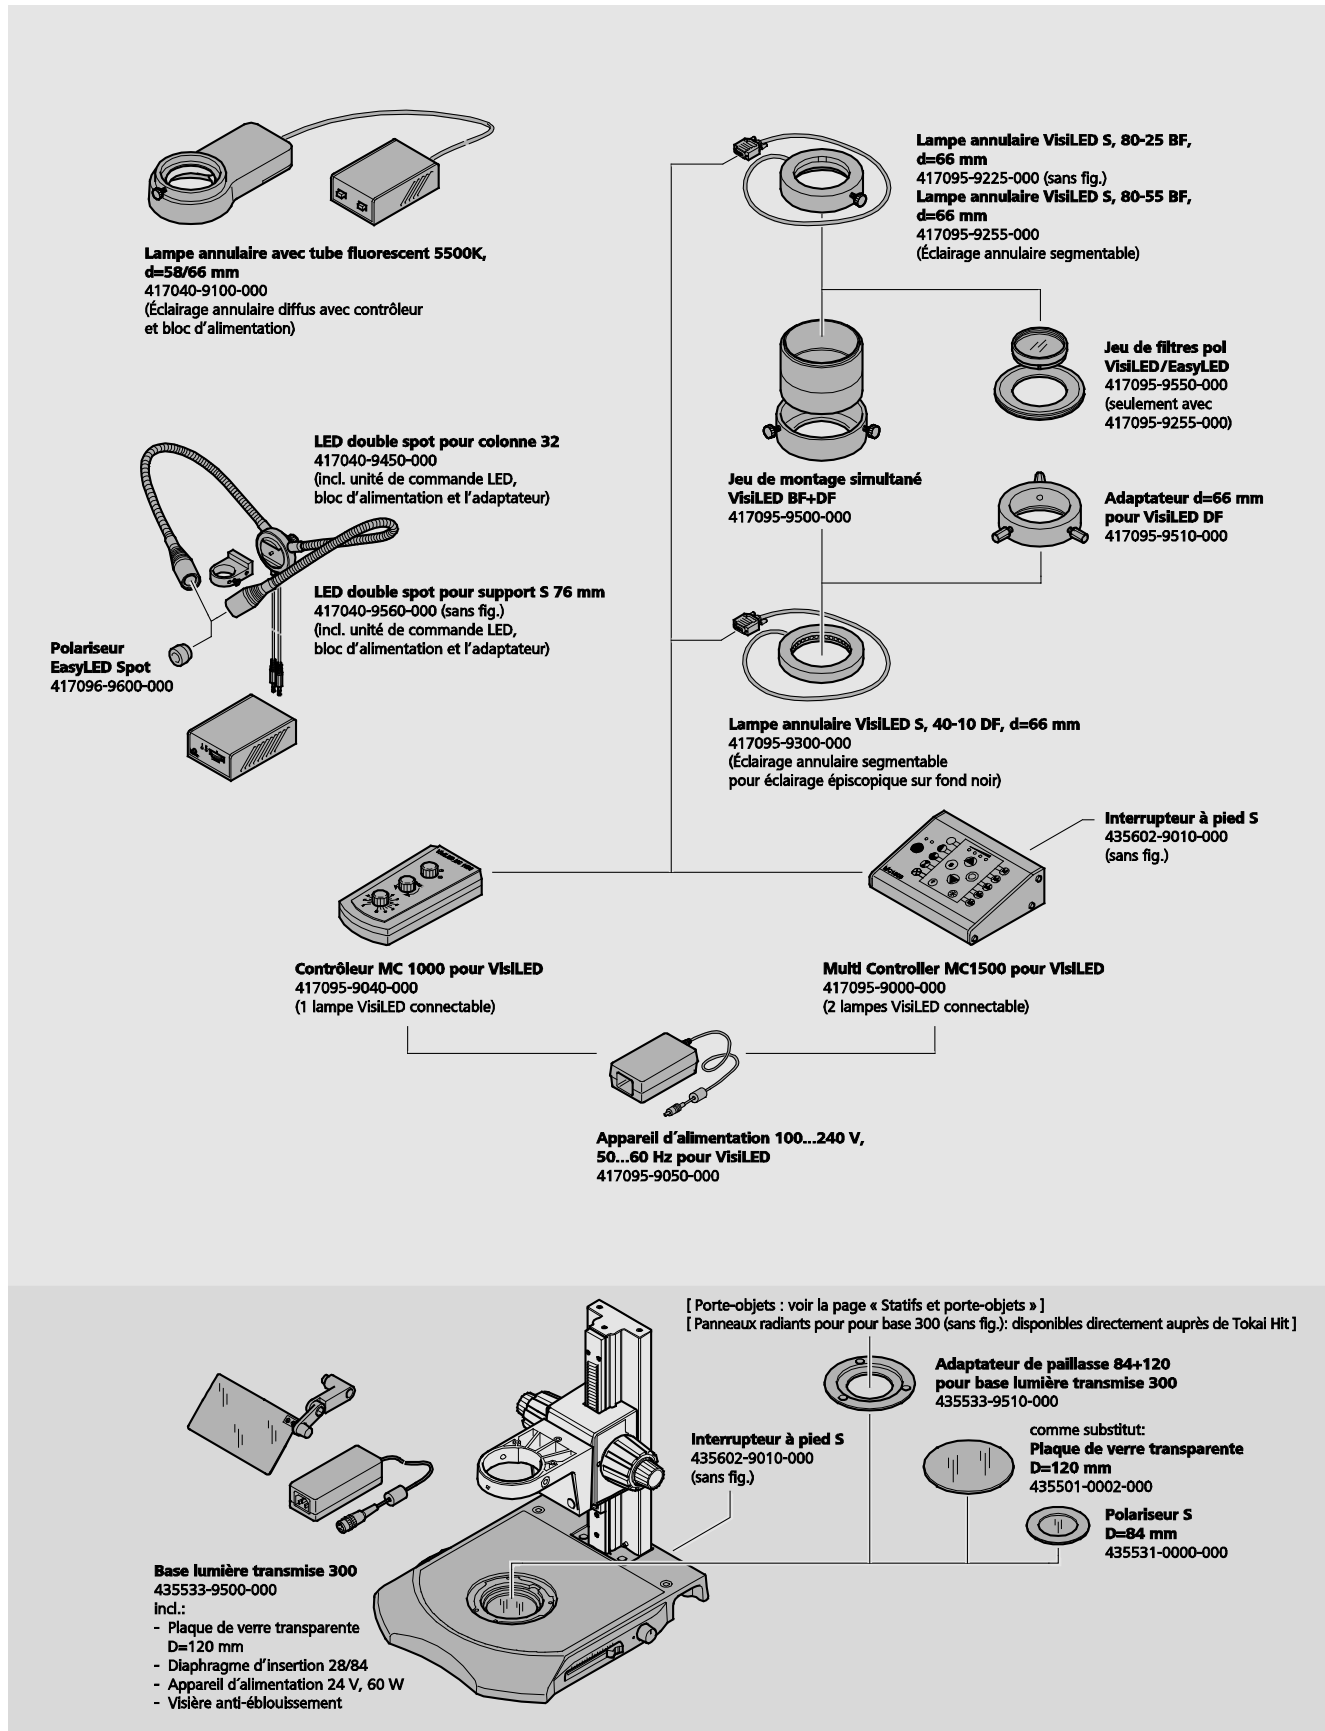 Lampe annulaire avec tube fluorescent 5500K,
d=58/66 mm
417040-9100-000
(Éclairage annulaire diffus avec contrôleur
et bloc d'alimentation)
Lampe annulaire VisiLED S, 80-25 BF,
d=66 mm
417095-9225-000 (sans fig.)
Lampe annulaire VisiLED S, 80-55 BF,
d=66 mm
417095-9255-000
(Éclairage annulaire segmentable)
Jeu de filtres pol
VisiLED/EasyLED
417095-9550-000
(seulement avec
417095-9255-000)
LED double spot pour colonne 32
417040-9450-000
(incl. unité de commande LED,
bloc d'alimentation et l'adaptateur)
Jeu de montage simultané
VisiLED BF+DF
417095-9500-000
Adaptateur d=66 mm
pour VisiLED DF
417095-9510-000
LED double spot pour support S 76 mm
417040-9560-000 (sans fig.)
(incl. unité de commande LED,
bloc d'alimentation et l'adaptateur)
Polariseur
EasyLED Spot
417096-9600-000
Lampe annulaire VisiLED S, 40-10 DF, d=66 mm
417095-9300-000
(Éclairage annulaire segmentable
pour éclairage épiscopique sur fond noir)
Interrupteur à pied S
435602-9010-000
(sans fig.)
Contrôleur MC 1000 pour VisiLED
417095-9040-000
(1 lampe VisiLED connectable)
Multi Controller MC1500 pour VisiLED
417095-9000-000
(2 lampes VisiLED connectable)
Appareil d´alimentation 100...240 V,
50...60 Hz pour VisiLED
417095-9050-000
[ Porte-objets : voir la page « Statifs et porte-objets » ]
[ Panneaux radiants pour pour base 300 (sans fig.): disponibles directement auprès de Tokai Hit ]
Adaptateur de paillasse 84+120
pour base lumière transmise 300
435533-9510-000
comme substitut:
Plaque de verre transparente
D=120 mm
435501-0002-000
Interrupteur à pied S
435602-9010-000
(sans fig.)
Polariseur S
D=84 mm
435531-0000-000
Base lumière transmise 300
435533-9500-000
incl.:
- Plaque de verre transparente
D=120 mm
- Diaphragme d'insertion 28/84
- Appareil d´alimentation 24 V, 60 W
- Visière anti-éblouissement